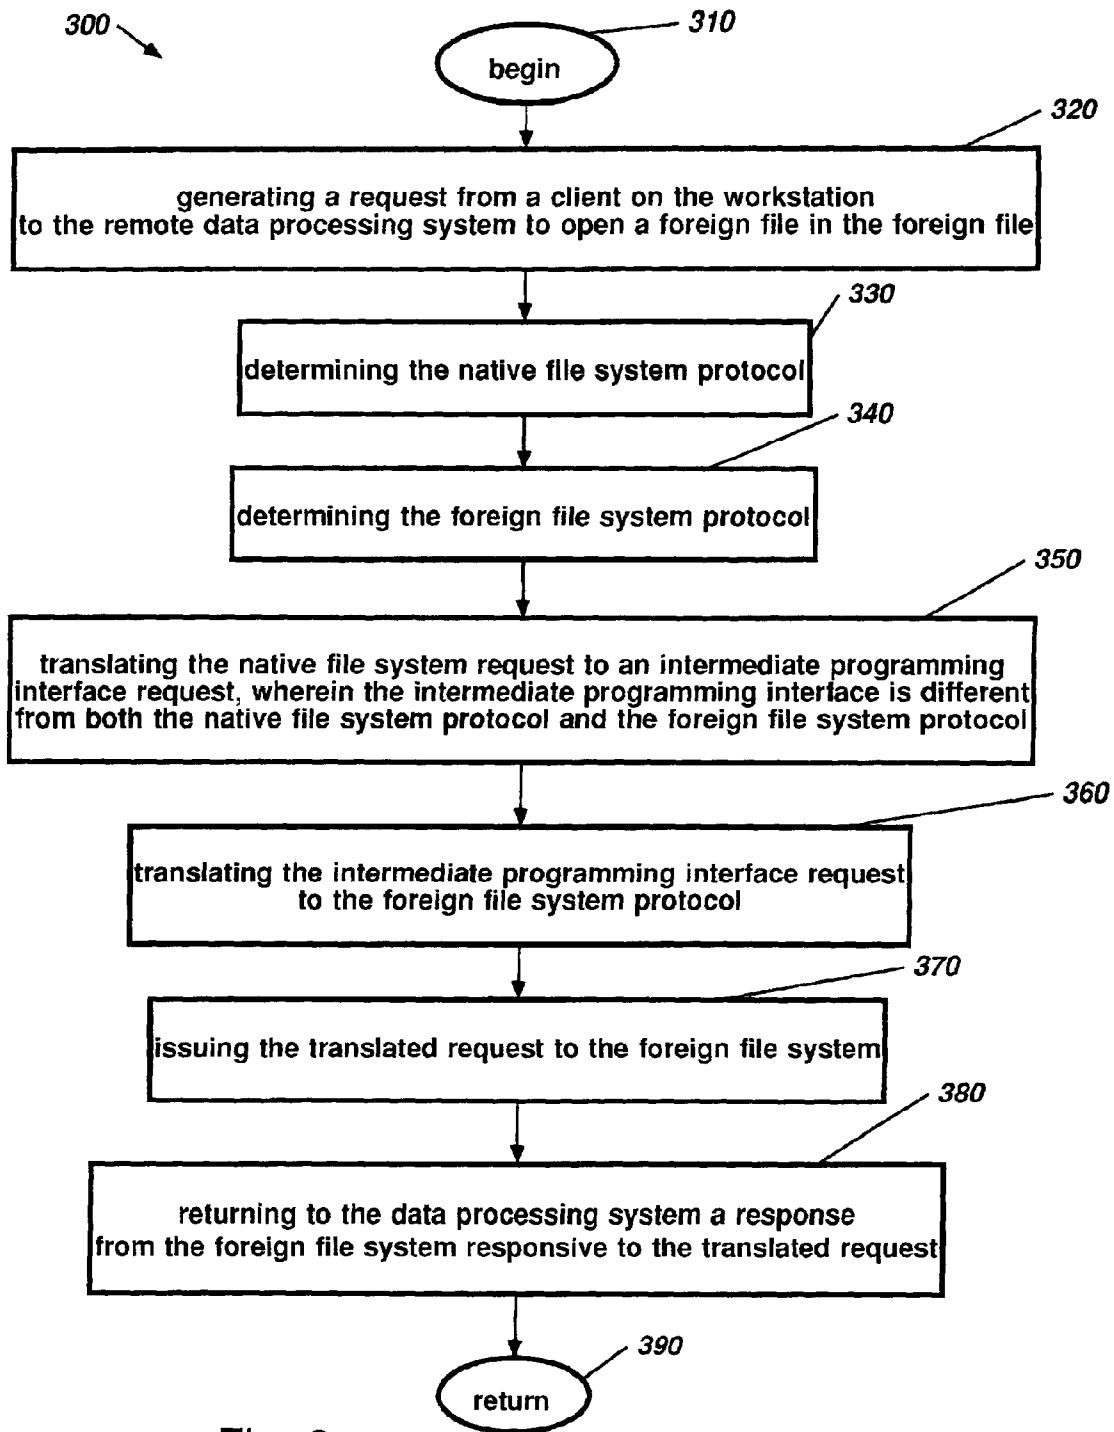 300
310
begin
320
generating a request from a client on the workstation
to the remote data processing system to open a foreign file in the foreign file
330
determining the native file system protocol
340
determining the foreign file system protocol
350
translating the native file system request to an intermediate programming
interface request, wherein the intermediate programming interface is different
from both the native file system protocol and the foreign file system protocol
360
translating the intermediate programming interface request
to the foreign file system protocol
370
issuing the translated request to the foreign file system
380
returning to the data processing system a response
from the foreign file system responsive to the translated request
390
return